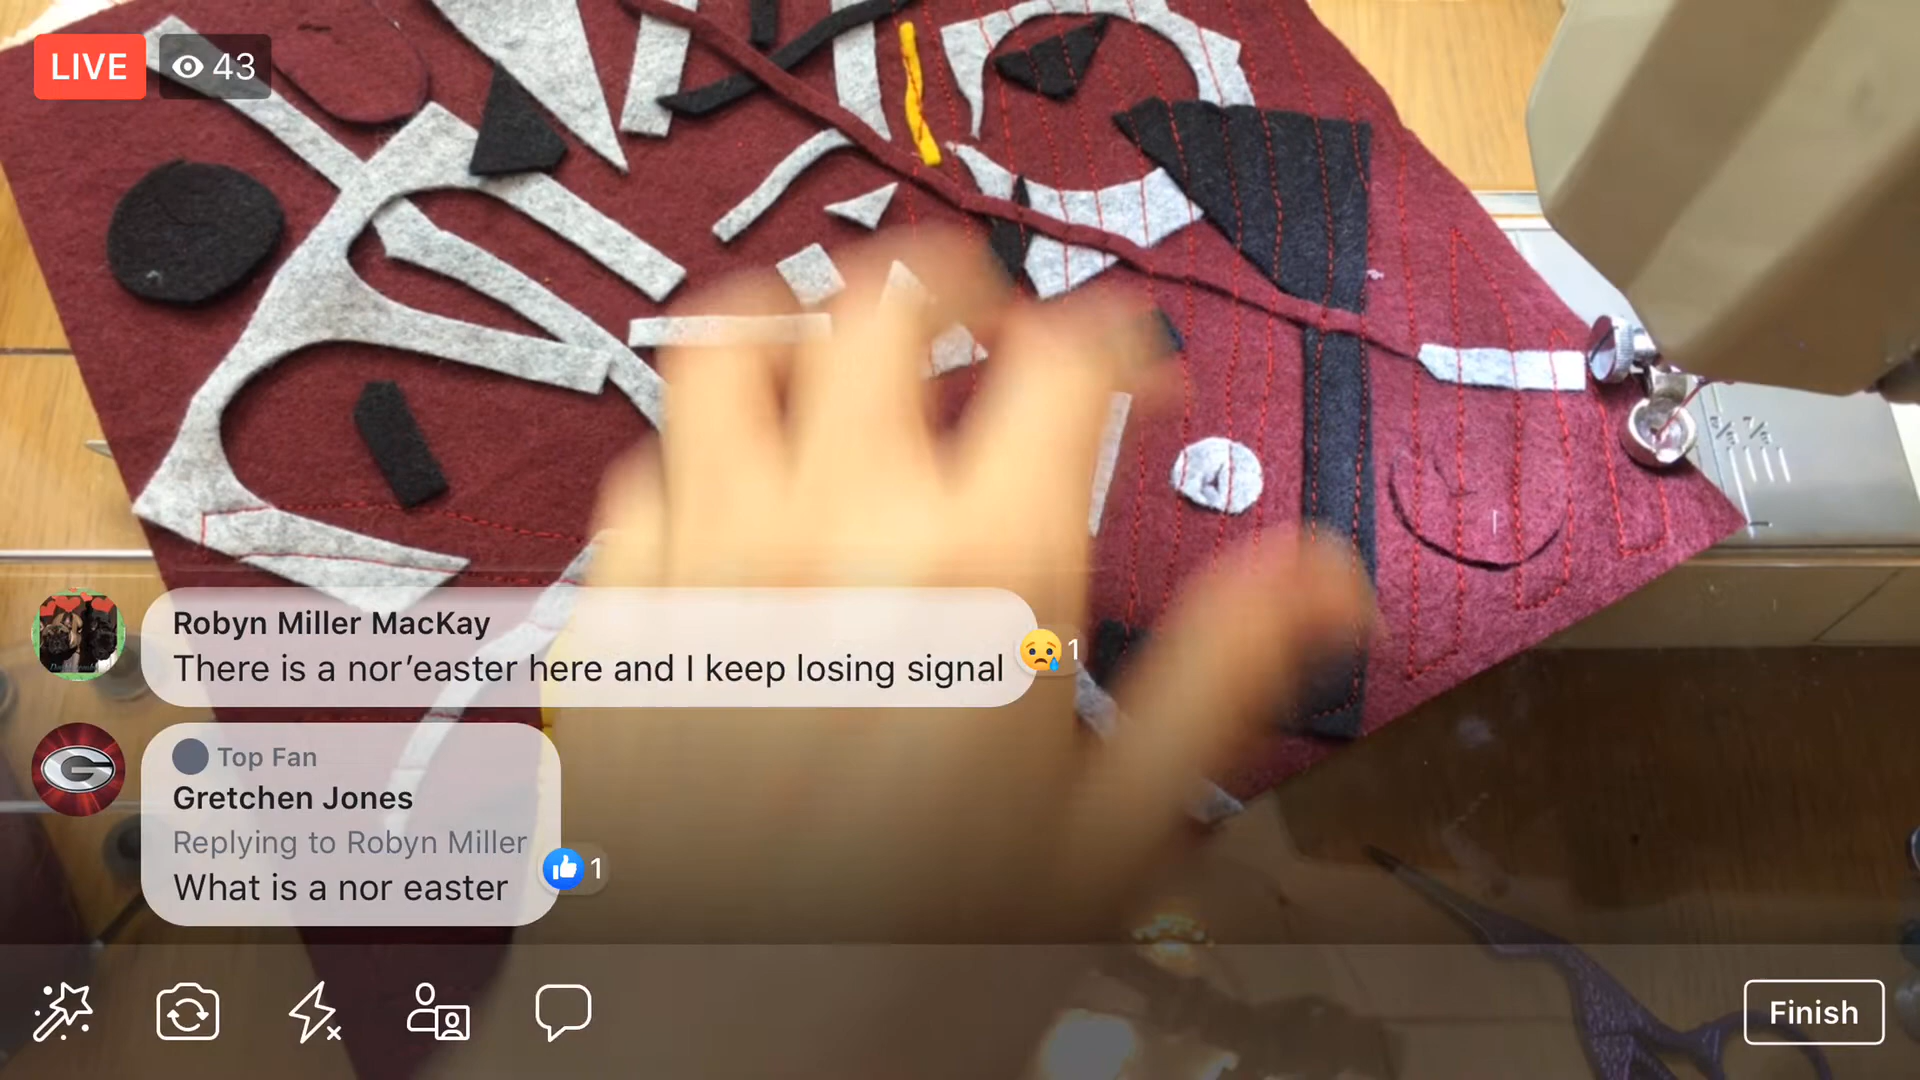 LIVE
43
Robyn Miller MacKay
There is a nor’easter here and I keep losing signal
1
G
Top Fan
Gretchen Jones
Replying to Robyn Miller
What is a nor easter
1
Finish